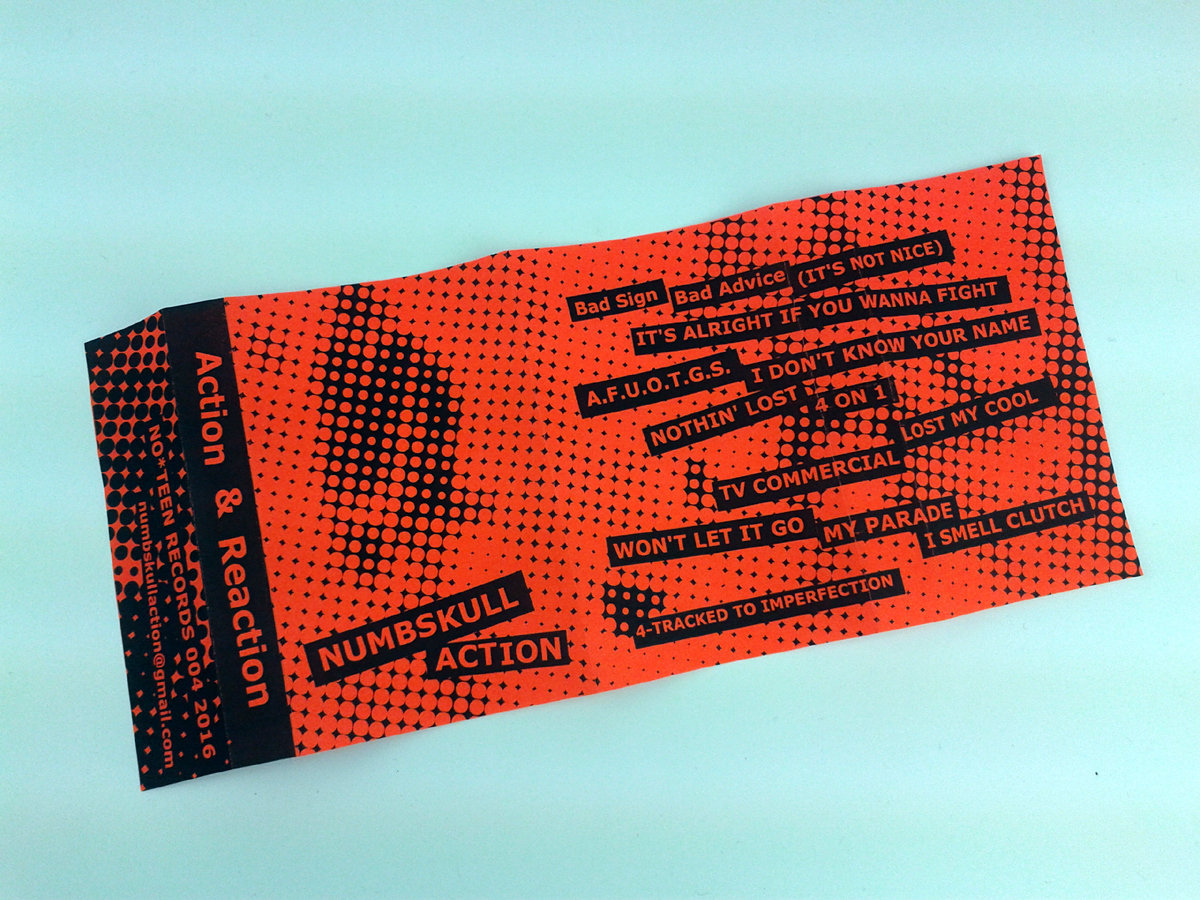 Action & Reaction
NO*TEEN RECORDS 004 2016
numbskullaction@gmail.com
NUMBSKULL
ACTION
Bad Sign
Bad Advice
(IT'S NOT NICE)
IT'S ALRIGHT IF YOU WANNA FIGHT
A.F.U.O.T.G.S.
I DON'T KNOW YOUR NAME
NOTHIN' LOST
4 ON 1
LOST MY COOL
TV COMMERCIAL
WON'T LET IT GO
MY PARADE
I SMELL CLUTCH
4-TRACKED TO IMPERFECTION